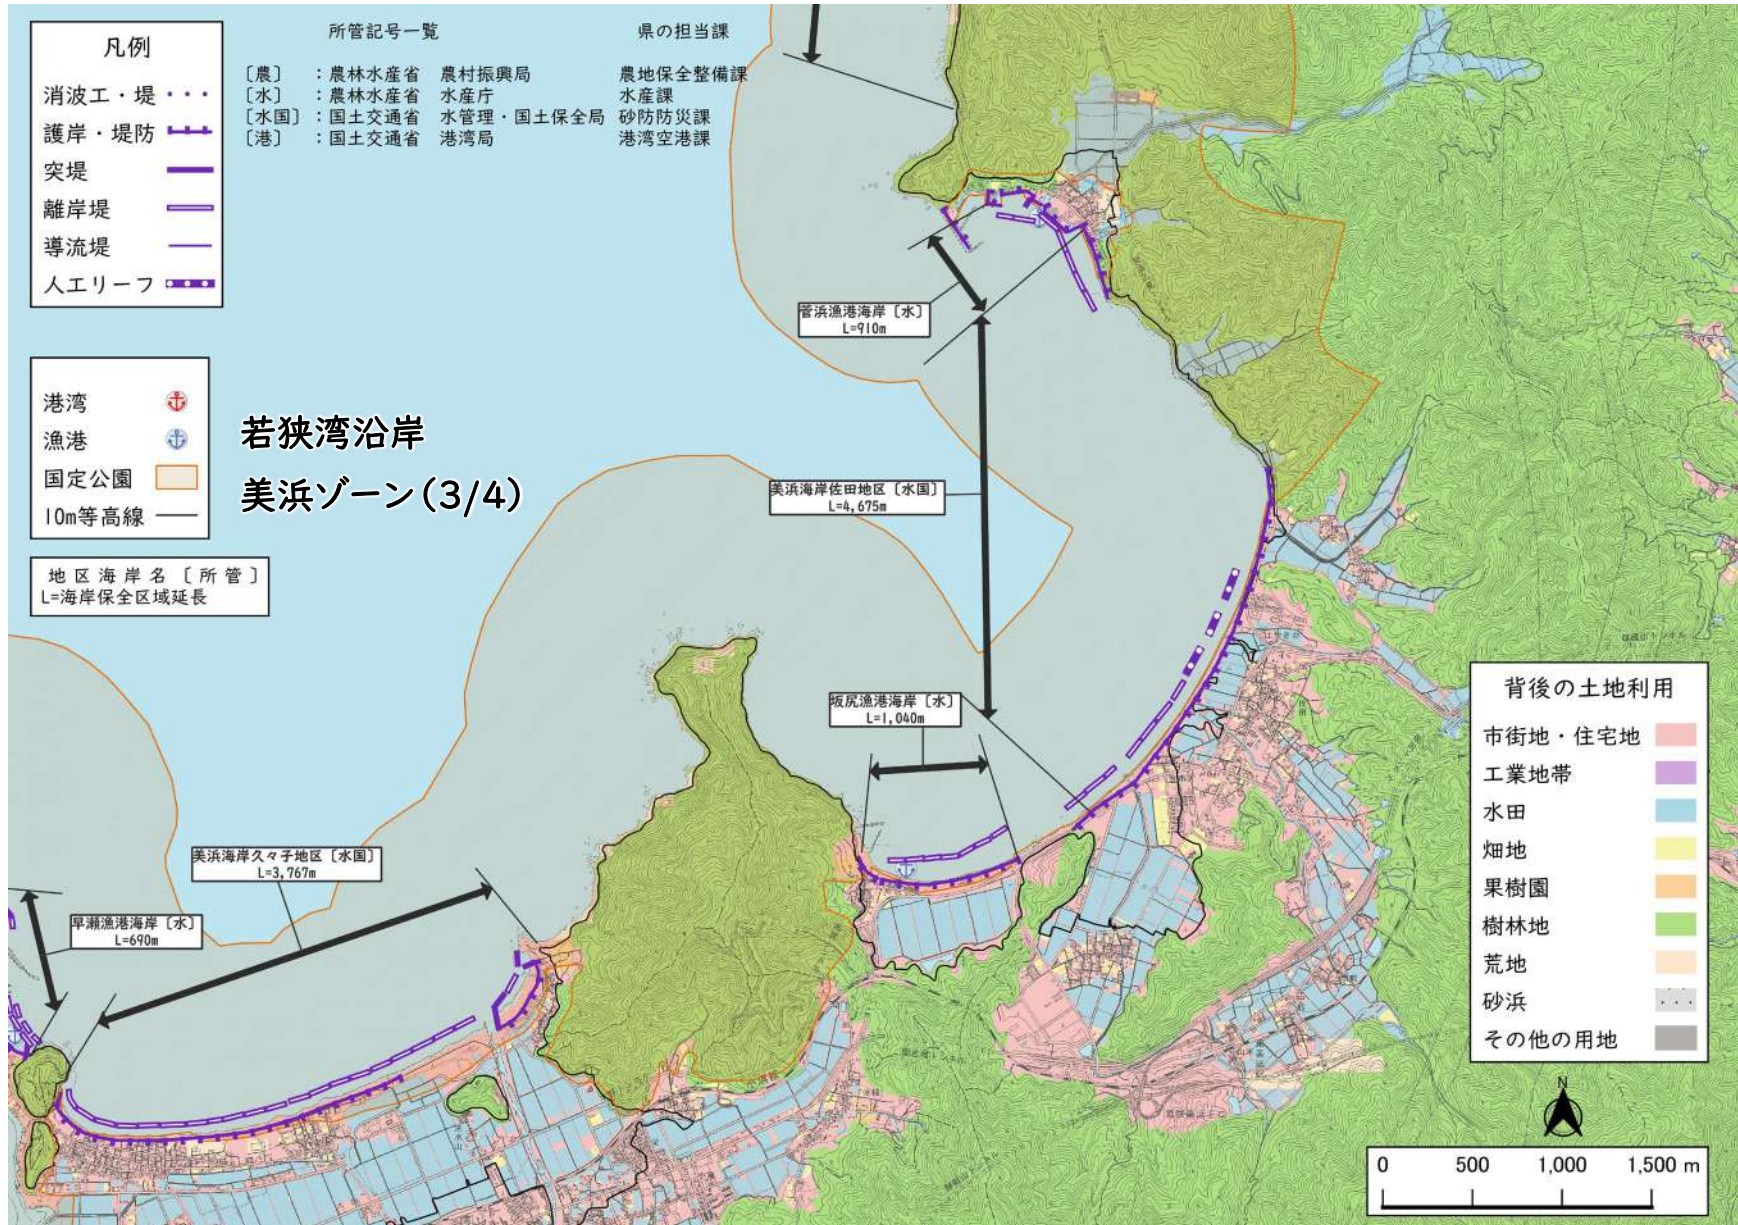 凡例
消波工・堤
護岸・堤防
突堤
離岸堤
導流堤
人工リーフ
所管記号一覧 県の担当課
〔農〕 :農林水産省 農村振興局 農地保全整備課
〔水〕 :農林水産省 水産庁 水産課
〔水国〕:国土交通省 水管理・国土保全局 砂防防災課
〔港〕 :国土交通省 港湾局 港湾空港課
港湾
漁港
国定公園
10m等高線
若狭湾沿岸
美浜ゾーン(3/4)
地区海岸名〔所管〕
L=海岸保全区域延長
菅浜漁港海岸〔水〕
L=910m
美浜海岸佐田地区〔水国〕
L=4,675m
坂尻漁港海岸〔水〕
L=1,040m
美浜海岸久々子地区〔水国〕
L=3,767m
早瀬漁港海岸〔水〕
L=690m
背後の土地利用
市街地・住宅地
工業地帯
水田
畑地
果樹園
樹林地
荒地
砂浜
その他の用地
N
0 500 1,000 1,500 m